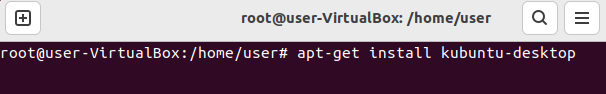 root@user-VirtualBox: /home/user
root@user-VirtualBox:/home/user# apt-get install kubuntu-desktop